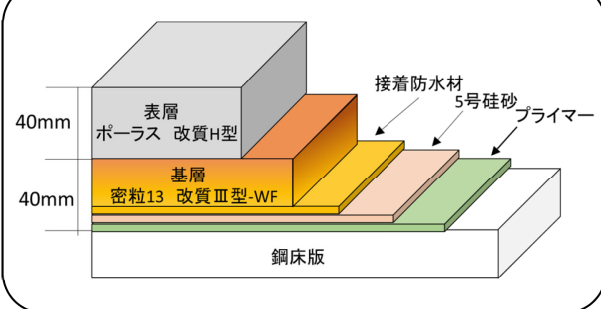 接着防水材
5号硅砂
プライマー
40mm
表層
ポーラス 改質H型
40mm
基層
密粒13 改質Ⅲ型-WF
鋼床版